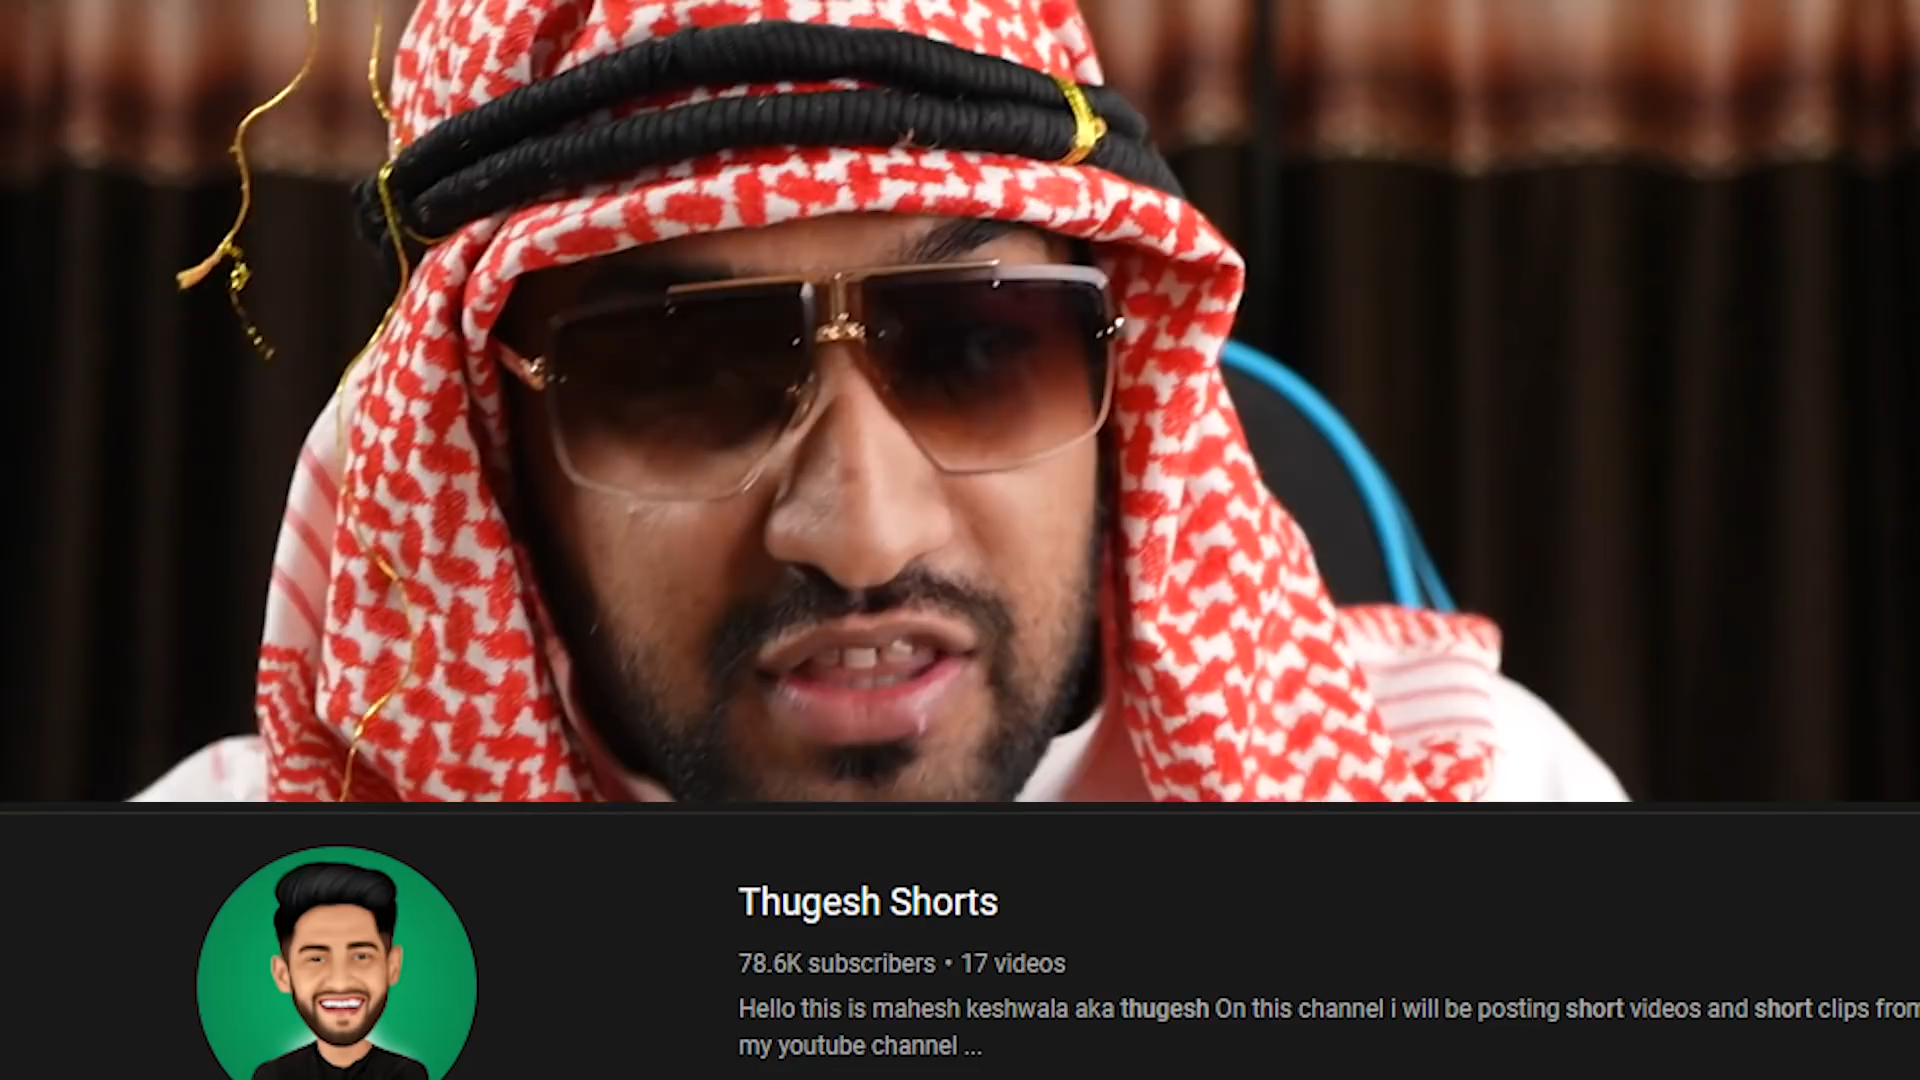 Thugesh Shorts
78.6K subscribers • 17 videos
Hello this is mahesh keshwala aka thugesh On this channel i will be posting short videos and short clips from
my youtube channel ...